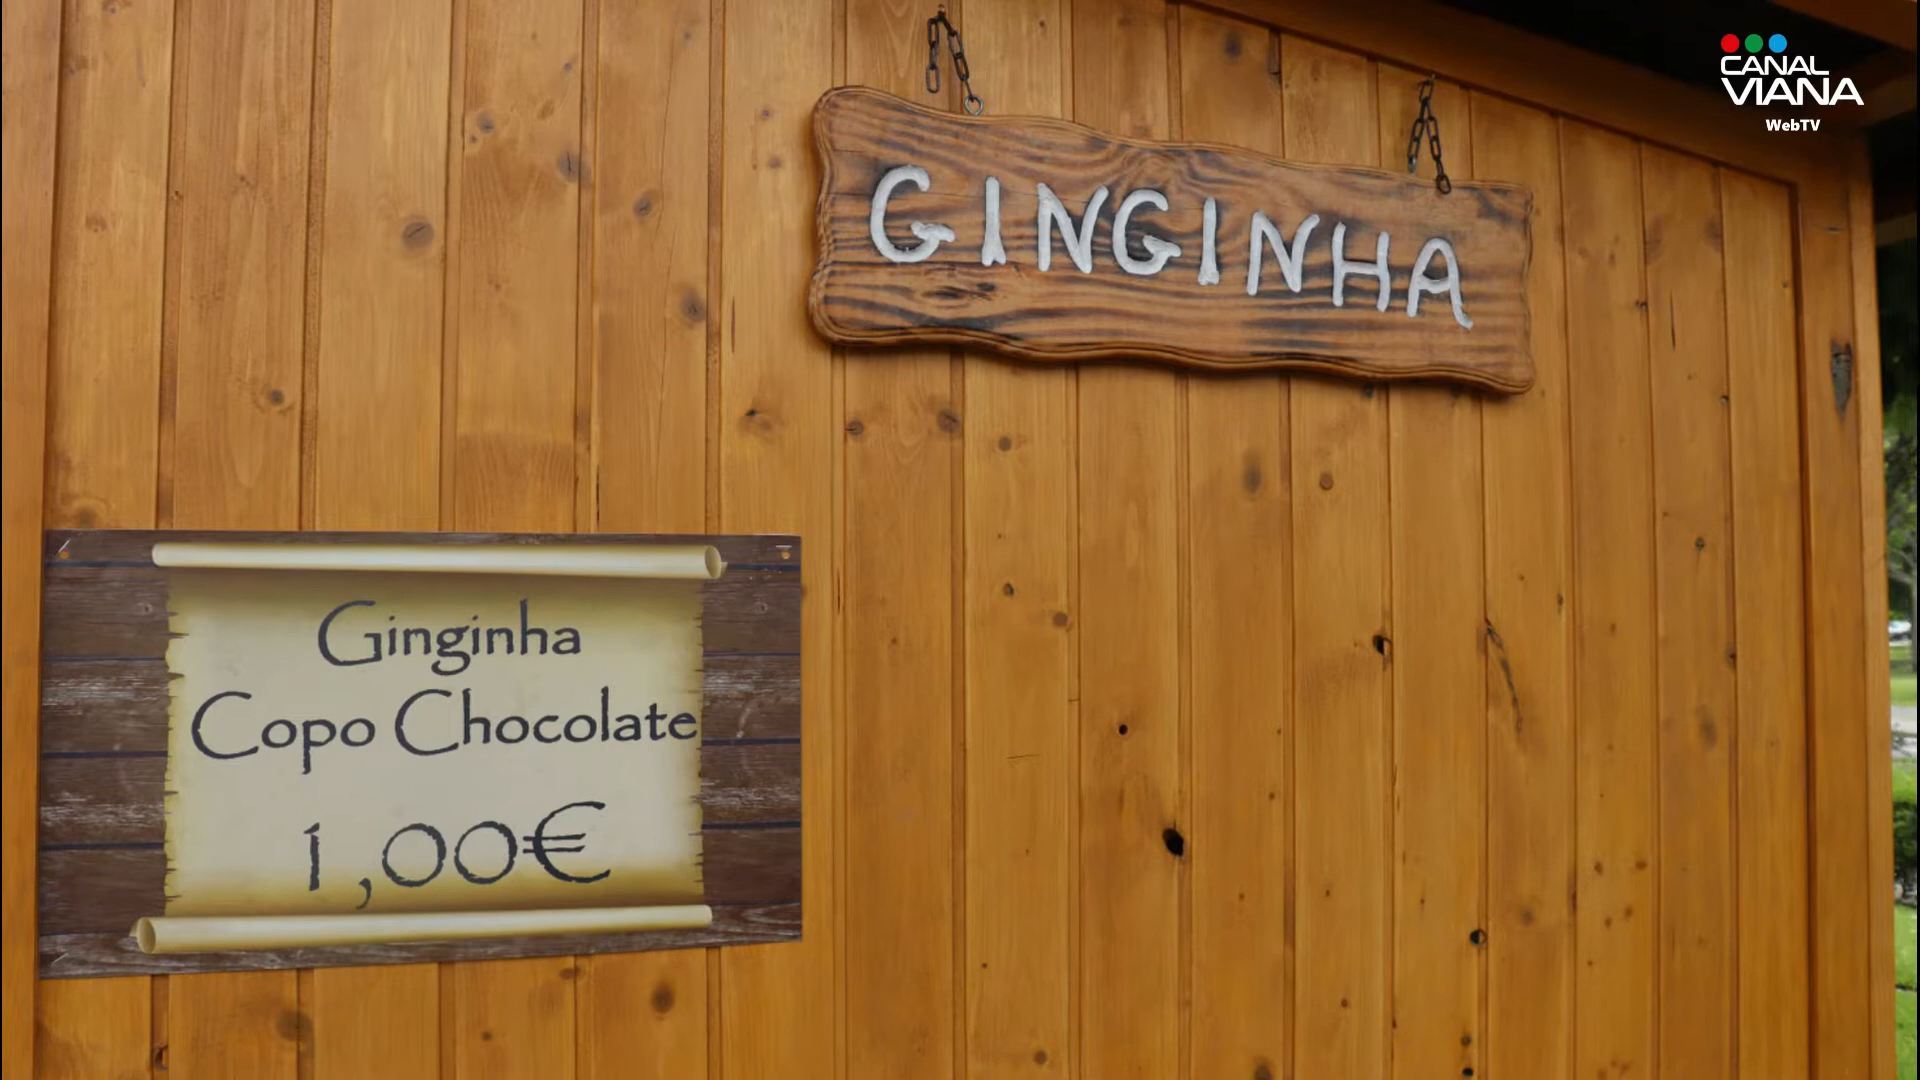 CANAL
VIANA
WebTV
GINGINHA
Ginginha
Copo Chocolate
1,00€